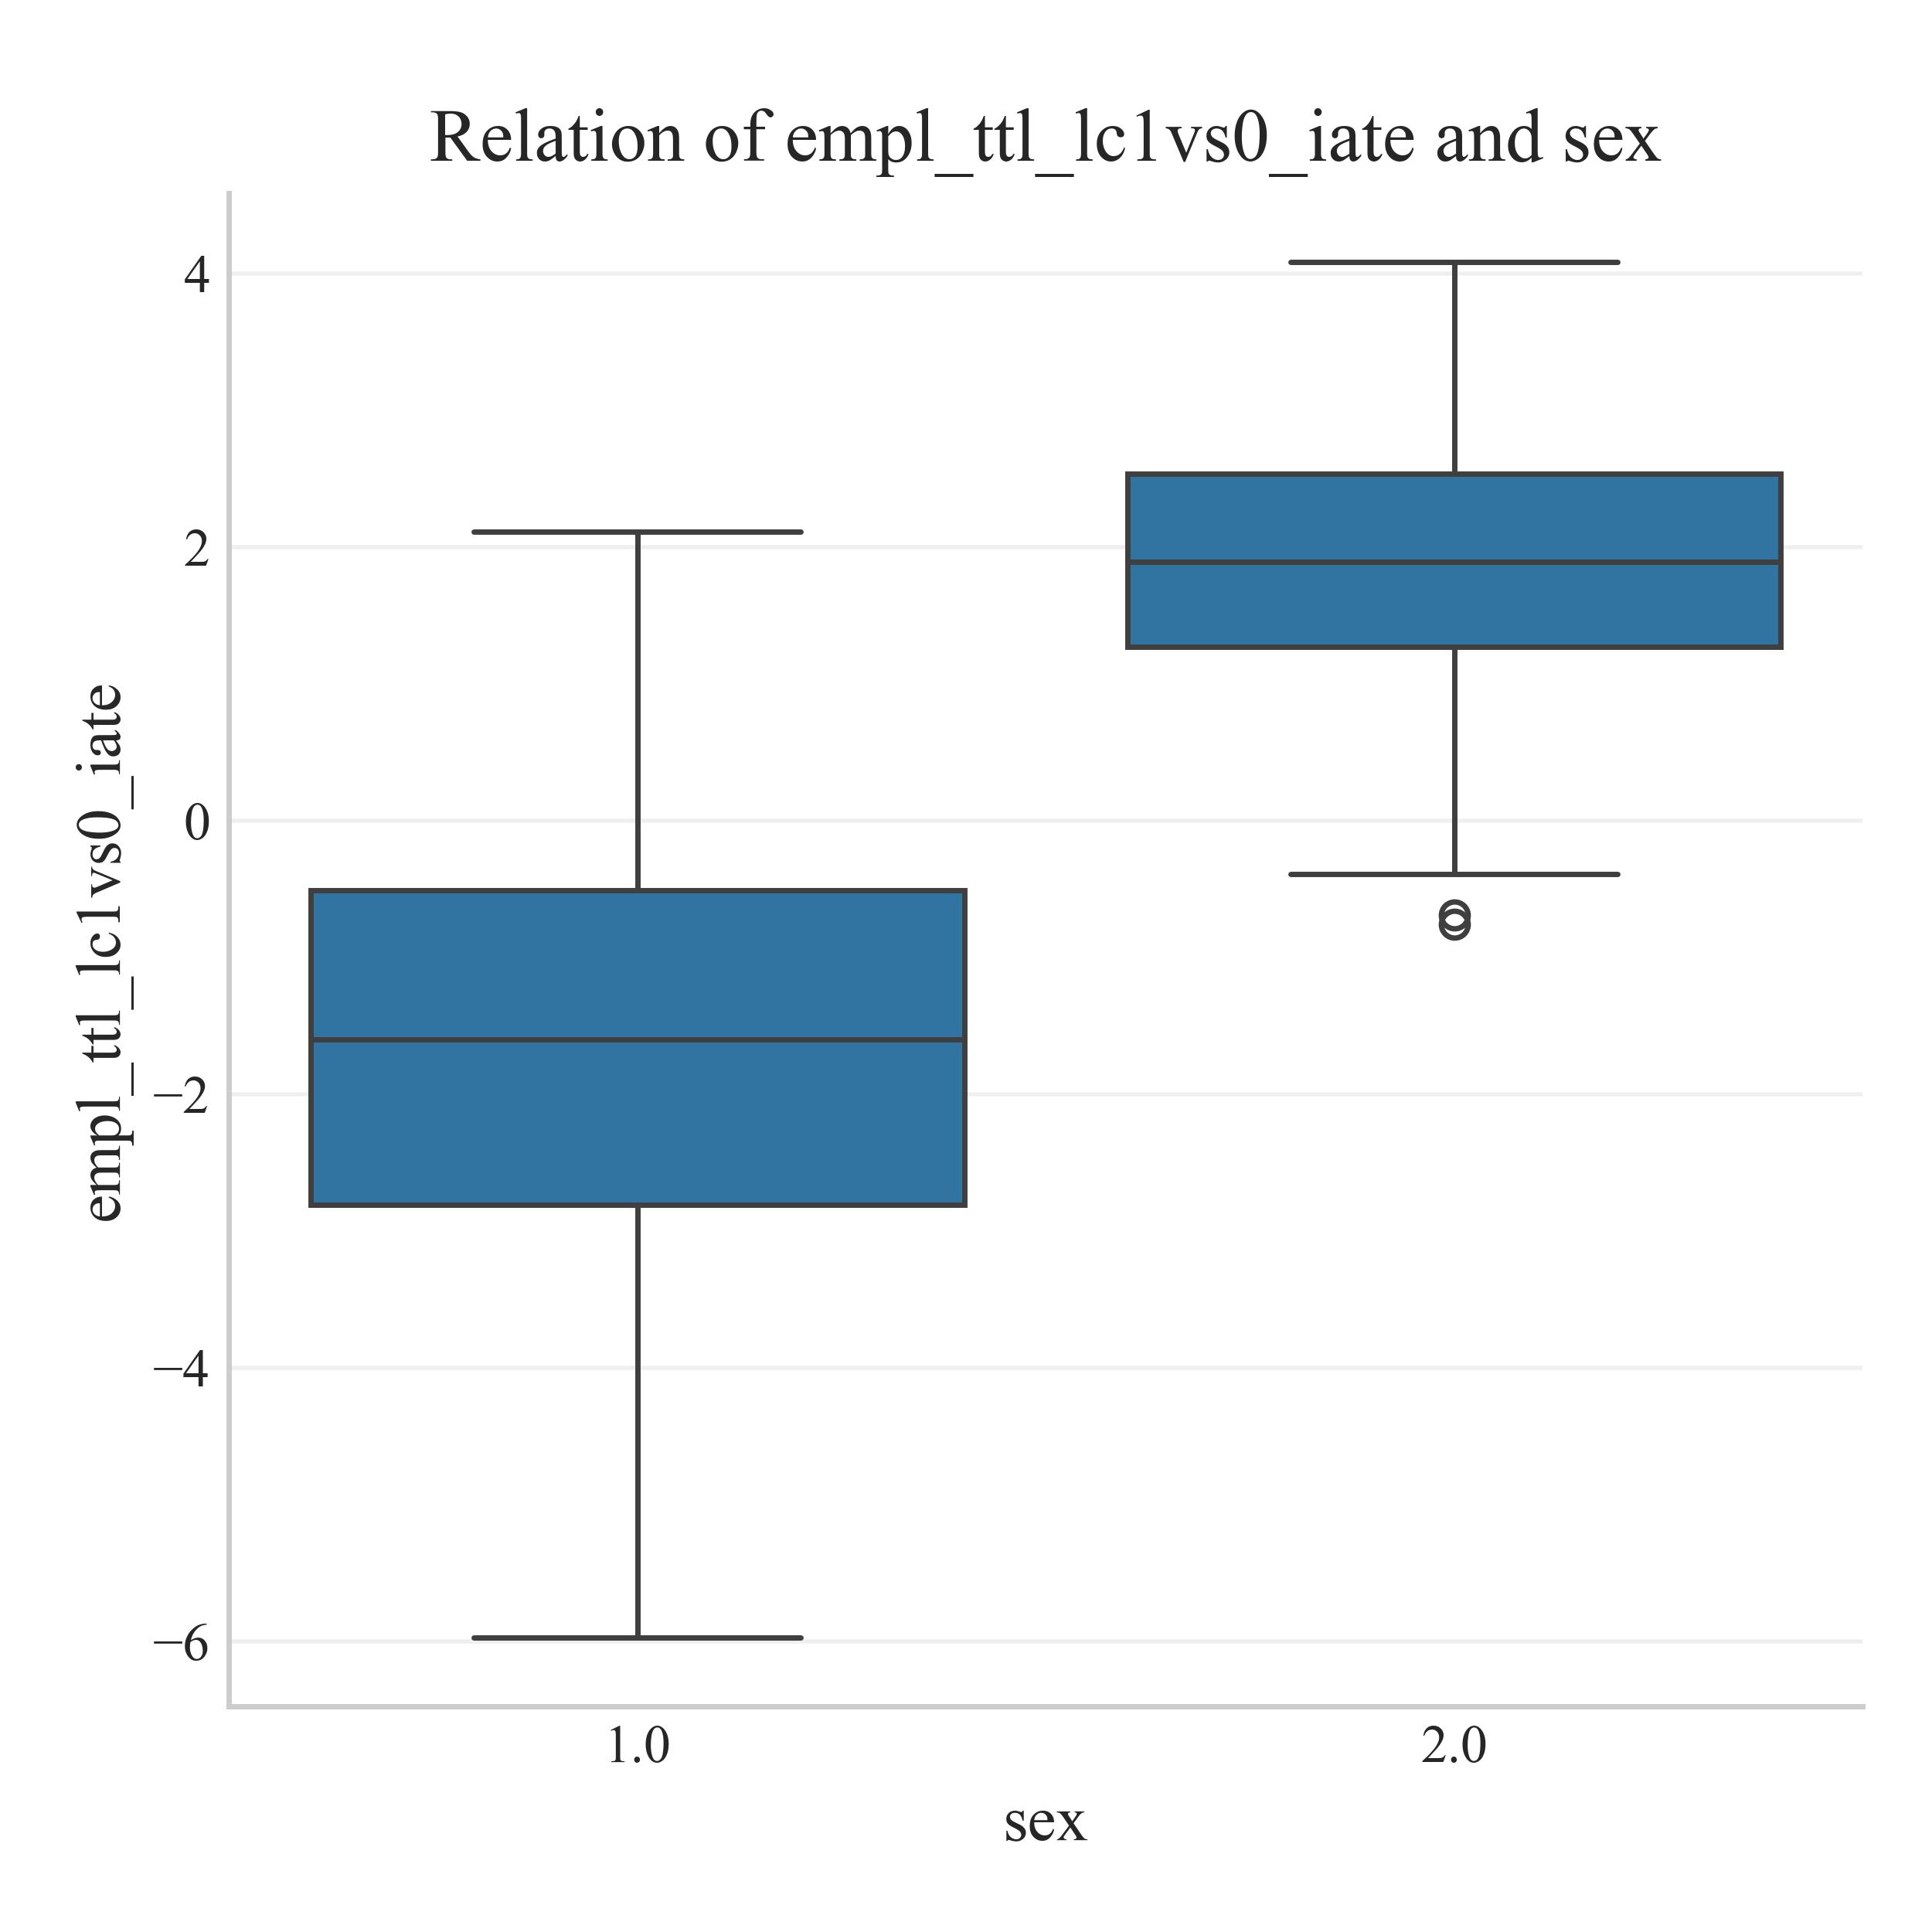 Relation of empl_ttl_lc1vs0_iate and sex
empl_ttl_lc1vs0_iate
4
2
0
−2
−4
−6
1.0
2.0
sex